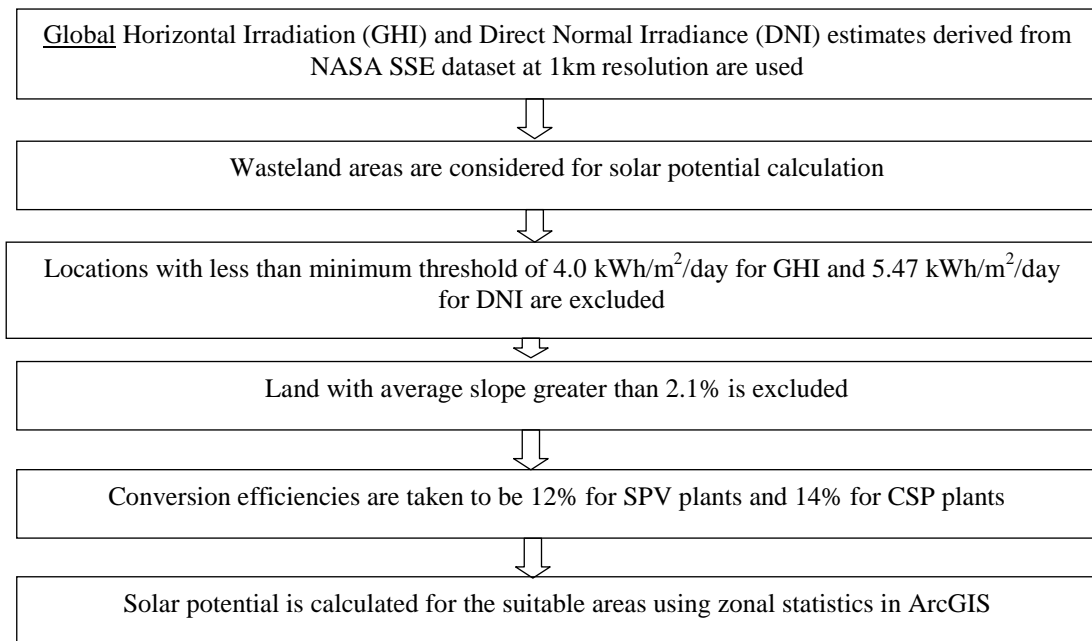 Global Horizontal Irradiation (GHI) and Direct Normal Irradiance (DNI) estimates derived from
NASA SSE dataset at 1km resolution are used
Wasteland areas are considered for solar potential calculation
Locations with less than minimum threshold of 4.0 kWh/m²/day for GHI and 5.47 kWh/m²/day
for DNI are excluded
Land with average slope greater than 2.1% is excluded
Conversion efficiencies are taken to be 12% for SPV plants and 14% for CSP plants
Solar potential is calculated for the suitable areas using zonal statistics in ArcGIS